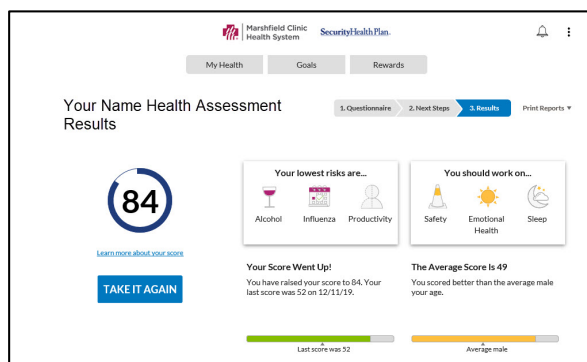 Marshfield Clinic
Health System
SecurityHealth Plan.
My Health
Goals
Rewards
Your Name Health Assessment
Results
1. Questionnaire
2. Next Steps
3. Results
Print Reports ▼
84
Learn more about your score
TAKE IT AGAIN
Your lowest risks are...
Alcohol
Influenza
Productivity
You should work on...
Safety
Emotional
Health
Sleep
Your Score Went Up!
You have raised your score to 84. Your
last score was 52 on 12/11/19.
Last score was 52
The Average Score Is 49
You scored better than the average male
your age.
Average male